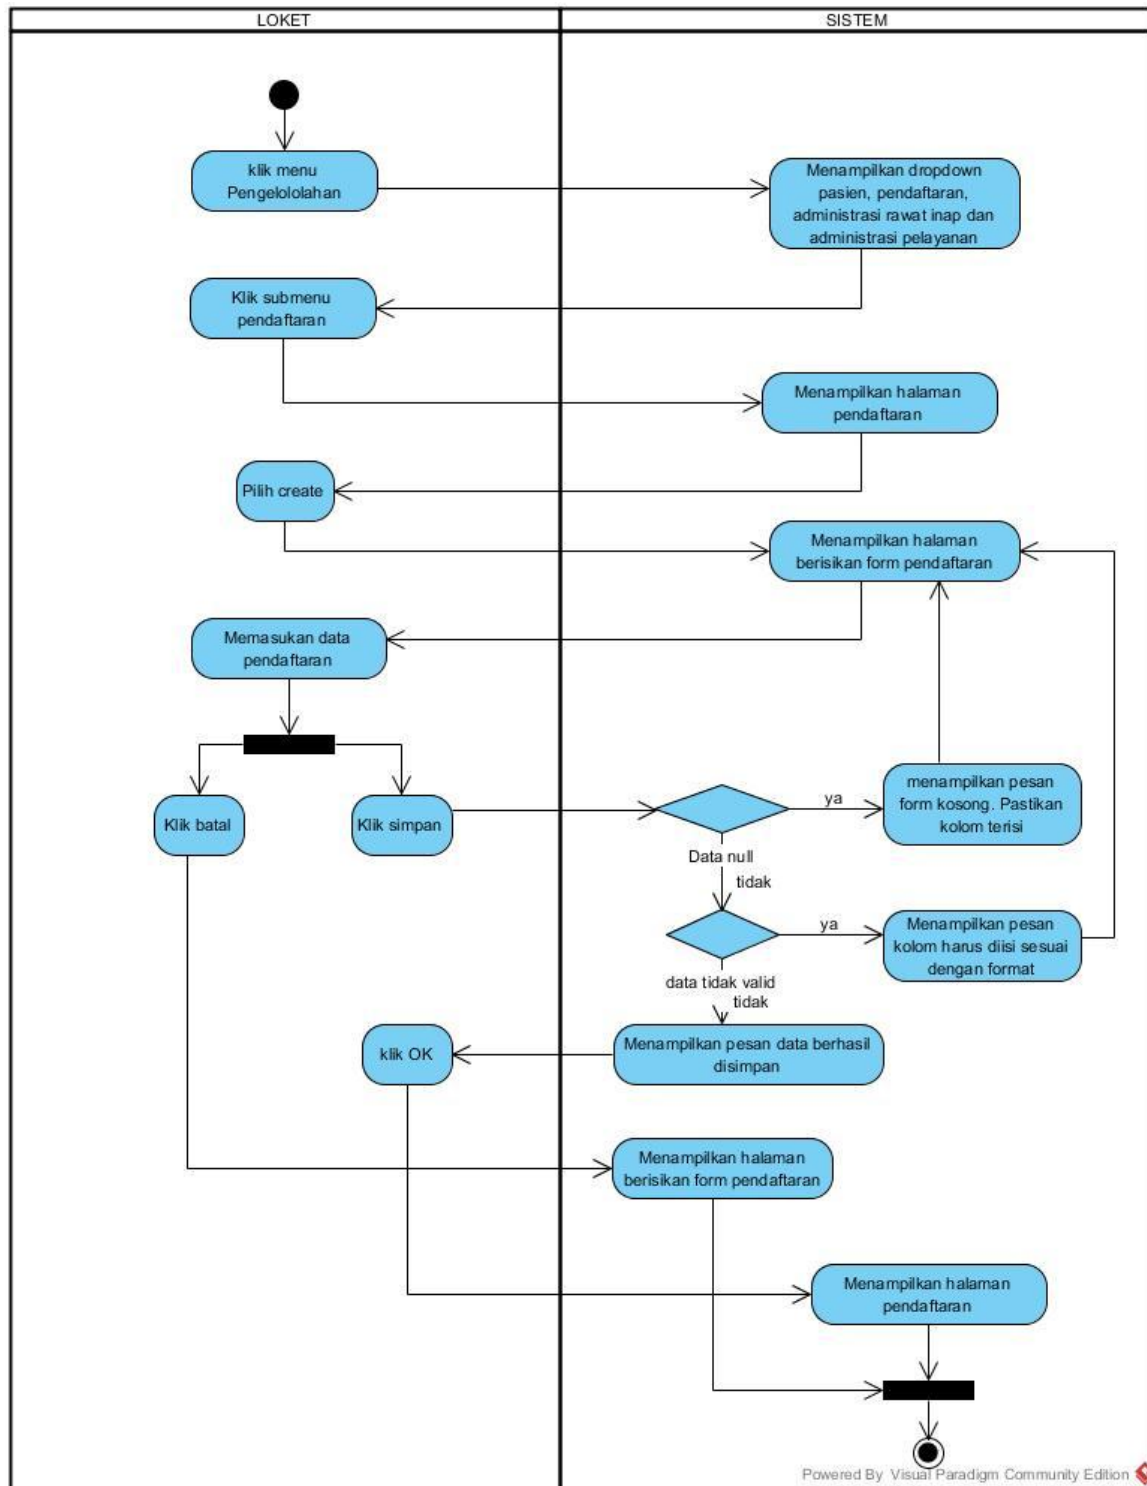 LOKET
SISTEM
klik menu
Pengelololahan
Menampilkan dropdown
pasien, pendaftaran,
administrasi rawat inap dan
administrasi pelayanan
Klik submenu
pendaftaran
Menampilkan halaman
pendaftaran
Pilih create
Menampilkan halaman
berisikan form pendaftaran
Memasukan data
pendaftaran
Klik batal
Klik simpan
ya
menampilkan pesan
form kosong. Pastikan
kolom terisi
Data null
tidak
ya
Menampilkan pesan
kolom harus diisi sesuai
dengan format
data tidak valid
tidak
klik OK
Menampilkan pesan data berhasil
disimpan
Menampilkan halaman
berisikan form pendaftaran
Menampilkan halaman
pendaftaran
Powered By Visual Paradigm Community Edition